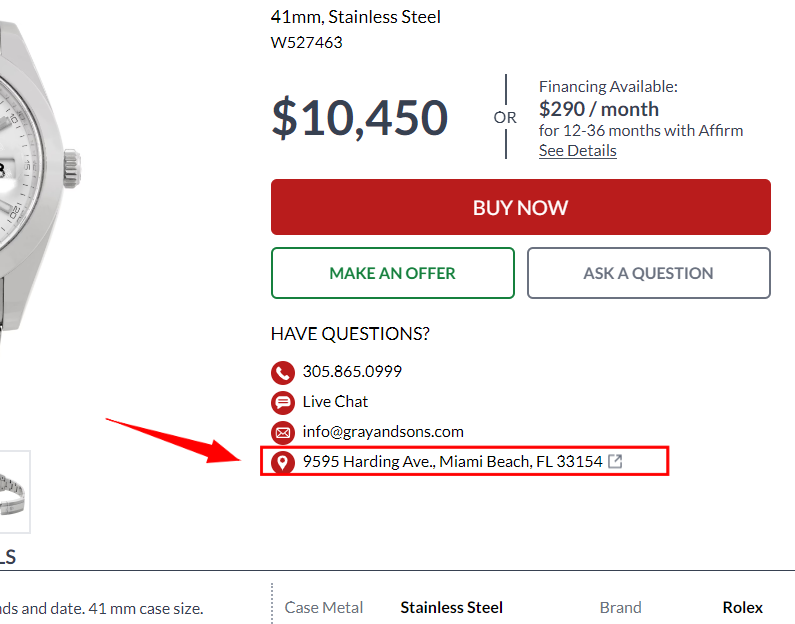 41mm, Stainless Steel
W527463
$10,450
OR
Financing Available:
$290 / month
for 12-36 months with Affirm
See Details
BUY NOW
MAKE AN OFFER
ASK A QUESTION
HAVE QUESTIONS?
305.865.0999
Live Chat
info@grayandsons.com
9595 Harding Ave., Miami Beach, FL 33154
LS
nds and date. 41 mm case size.
Case Metal
Stainless Steel
Brand
Rolex